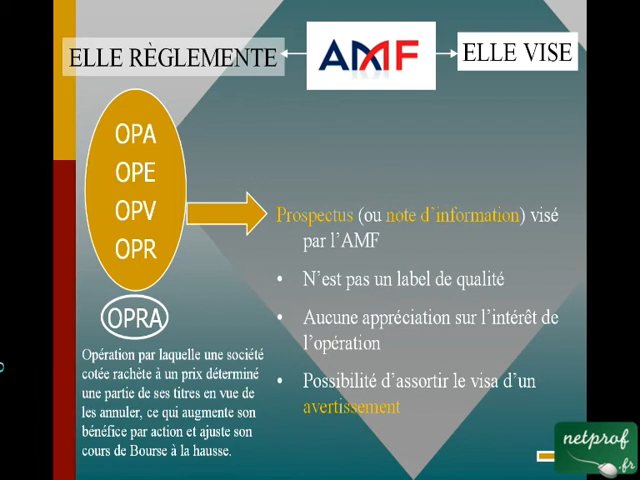 ELLE RÈGLEMENTE
AMF
ELLE VISE
OPA
OPE
OPV
OPR
OPRA
Opération par laquelle une société
cotée rachète à un prix déterminé
une partie de ses titres en vue de
les annuler, ce qui augmente son
bénéfice par action et ajuste son
cours de Bourse à la hausse.
Prospectus (ou note d'information) visé
par l'AMF
• N'est pas un label de qualité
• Aucune appréciation sur l'intérêt de
l'opération
• Possibilité d'assortir le visa d'un
avertissement
netprof
.fr